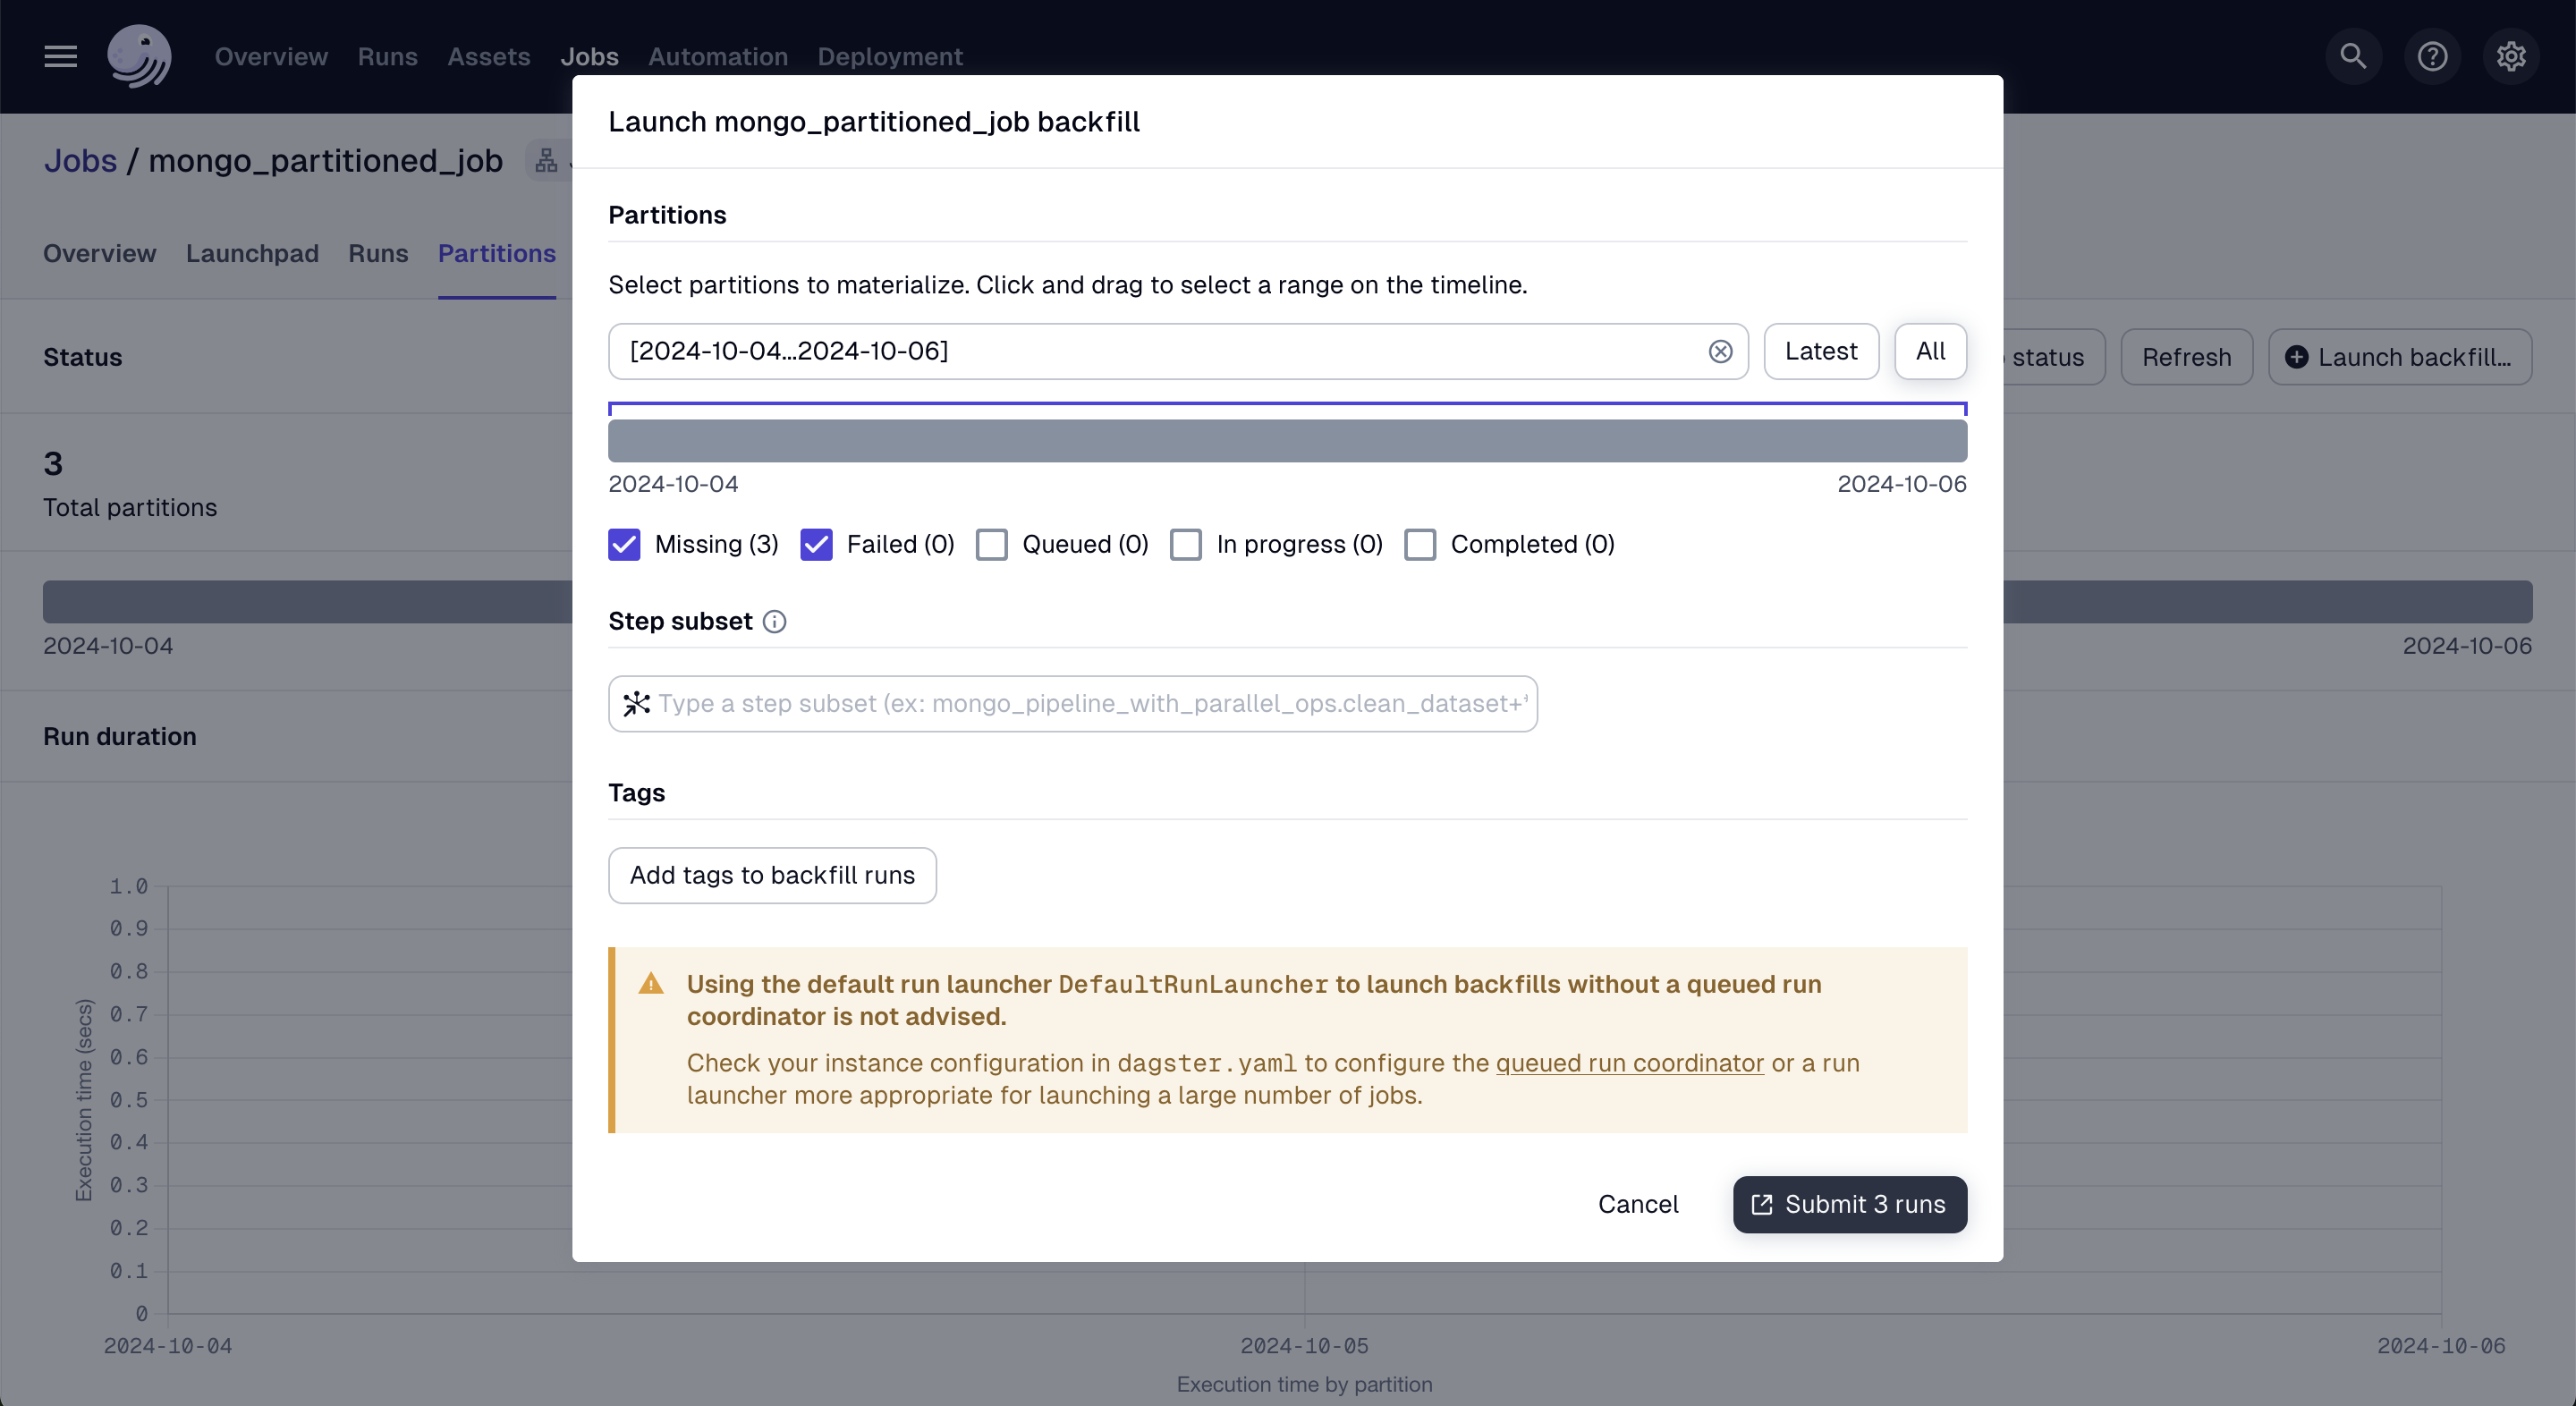 Overview Runs Assets Jobs Automation Deployment
Jobs / mongo_partitioned_job
Overview Launchpad Runs Partitions
Status
status Refresh Launch backfill...
3
Total partitions
2024-10-04 2024-10-06
Run duration
Launch mongo_partitioned_job backfill
Partitions
Select partitions to materialize. Click and drag to select a range on the timeline.
[2024-10-04...2024-10-06] Latest All
2024-10-04 2024-10-06
Missing (3) Failed (0) Queued (0) In progress (0) Completed (0)
Step subset
Type a step subset (ex: mongo_pipeline_with_parallel_ops.clean_dataset+*
Tags
Add tags to backfill runs
Using the default run launcher DefaultRunLauncher to launch backfills without a queued run
coordinator is not advised.
Check your instance configuration in dagster.yaml to configure the queued run coordinator or a run
launcher more appropriate for launching a large number of jobs.
Cancel Submit 3 runs
Execution time (secs)
1.0
0.9
0.8
0.7
0.6
0.5
0.4
0.3
0.2
0.1
0
2024-10-04 2024-10-05 2024-10-06
Execution time by partition